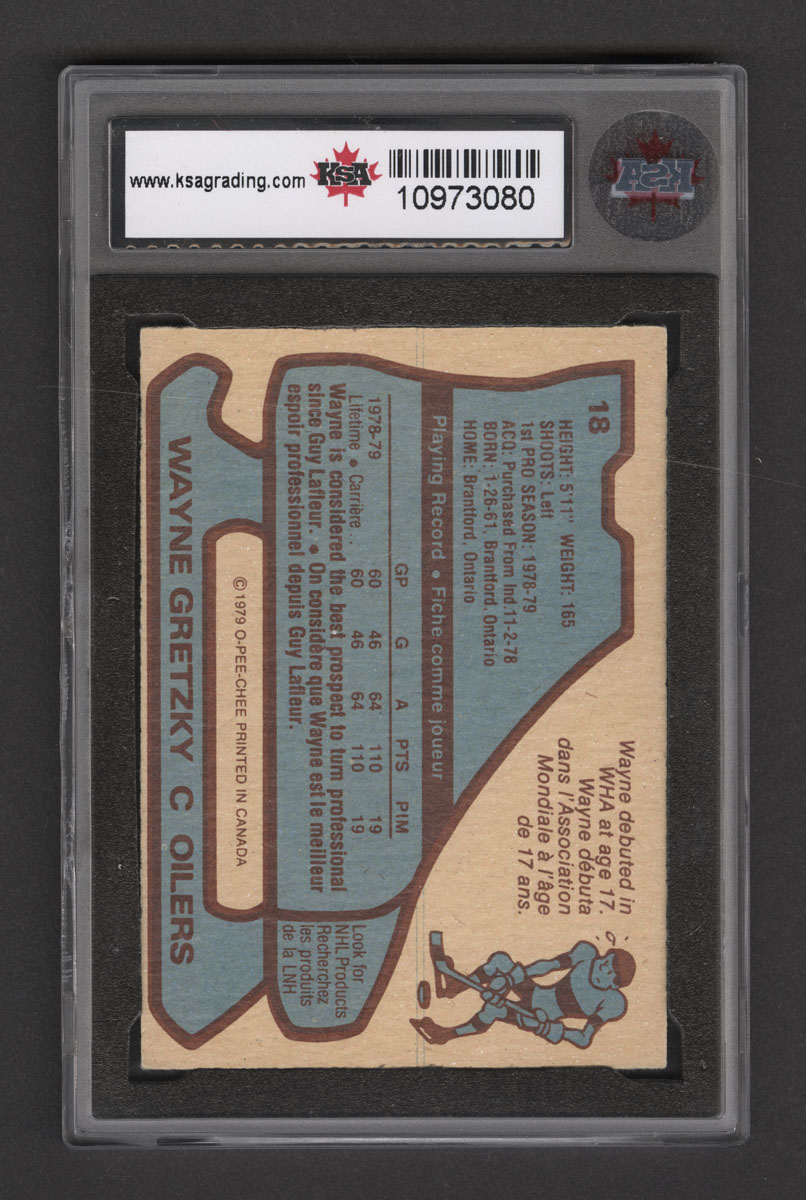 www.ksagrading.com
KSA
10973080
KSA
18
HEIGHT: 5'11" WEIGHT: 165
SHOOTS: Left
1st PRO SEASON: 1978-79
ACQ: Purchased From Ind. 11-2-78
BORN: 1-26-61, Brantford, Ontario
HOME: Brantford, Ontario
Wayne debuted in
WHA at age 17.
Wayne débuta
dans l'Association
Mondiale à l'âge
de 17 ans.
Playing Record • Fiche comme joueur
GP G A PTS PIM
1978-79 60 46 64 110 19
Lifetime • Carrière .. 60 46 64 110 19
Wayne is considered the best prospect to turn professional
since Guy Lafleur. • On considère que Wayne est le meilleur
espoir professionnel depuis Guy Lafleur.
Look for
NHL Products
Recherchez
les produits
de la LNH
©1979 O-PEE-CHEE PRINTED IN CANADA
WAYNE GRETZKY C OILERS